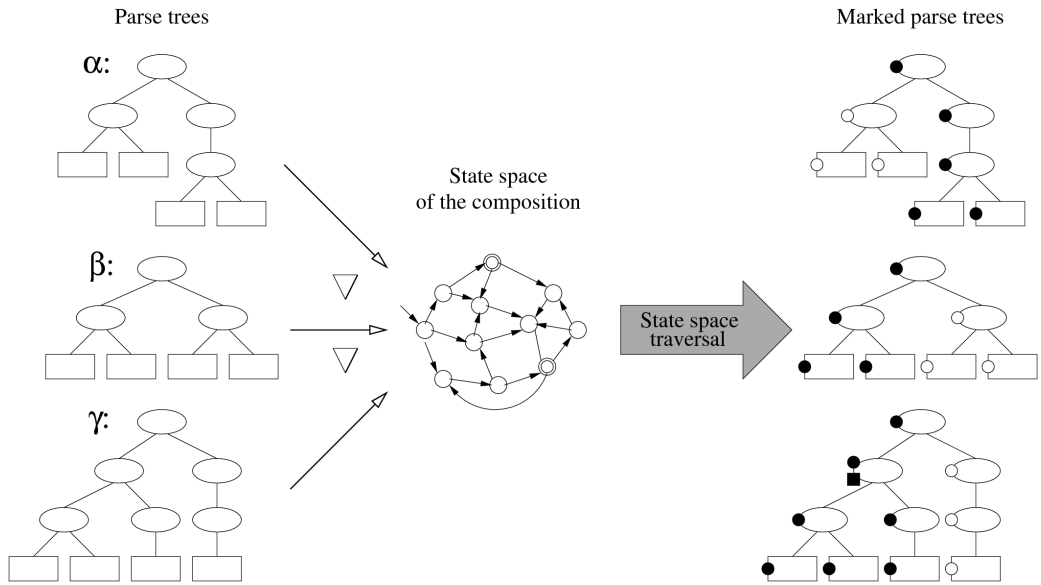 Parse trees
Marked parse trees
α:
State space
of the composition
β:
State space
traversal
γ: